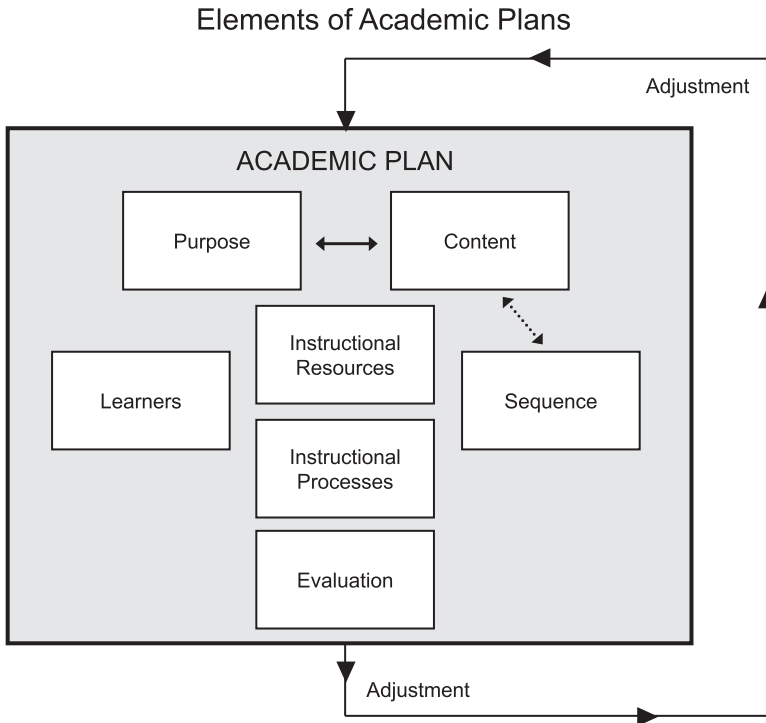 Elements of Academic Plans
Adjustment
ACADEMIC PLAN
Purpose
Content
Instructional
Resources
Learners
Sequence
Instructional
Processes
Evaluation
Adjustment